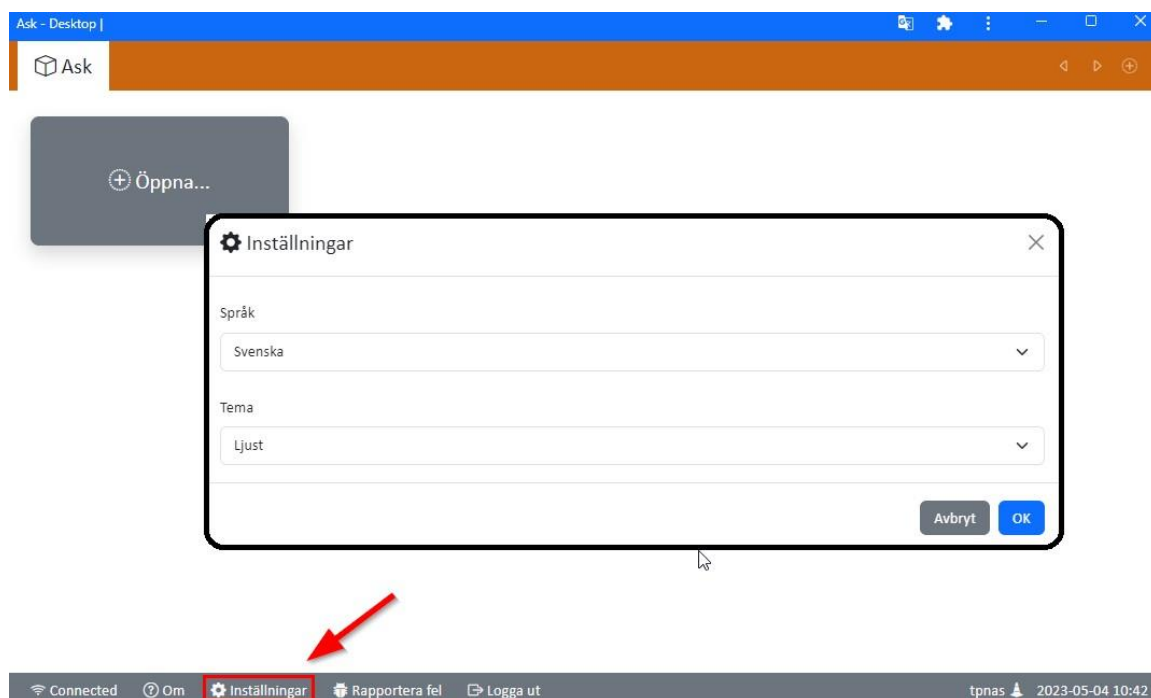 Ask - Desktop |
Ask
Öppna...
Inställningar
Språk
Svenska
Tema
Ljust
Avbryt OK
Connected Om Inställningar Rapportera fel Logga ut tpnas 2023-05-04 10:42